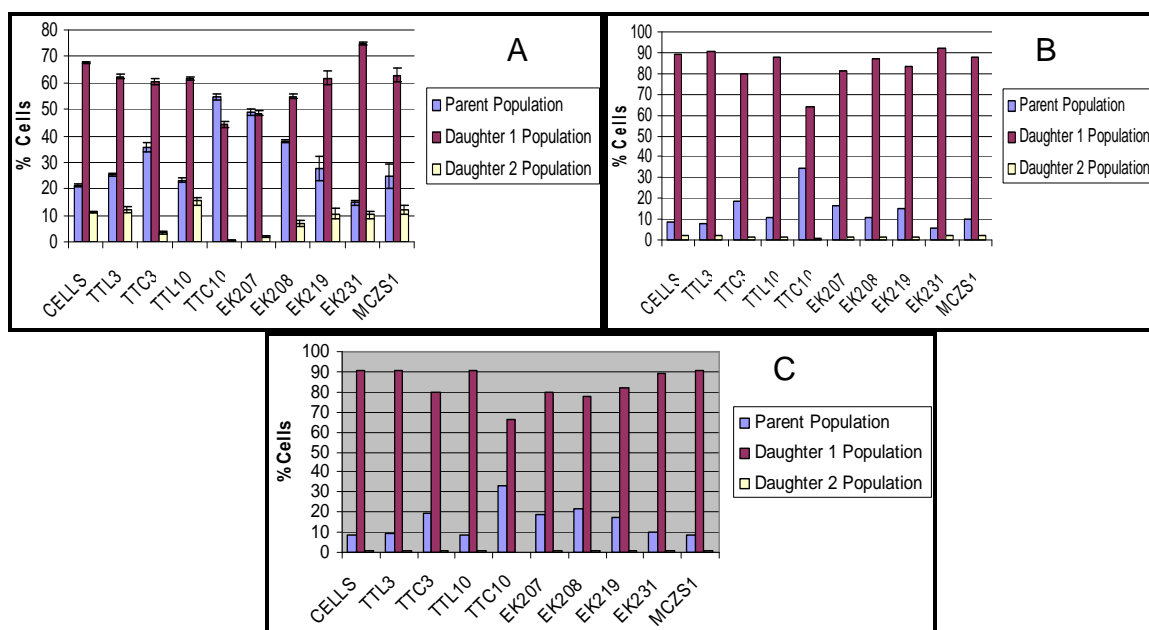 A
80
70
60
50
40
30
20
10
0
% Cells
CELLS
TTL3
TTC3
TTL10
TTC10
EK207
EK208
EK219
EK231
MCZS1
Parent Population
Daughter 1 Population
Daughter 2 Population
B
100
90
80
70
60
50
40
30
20
10
0
% Cells
CELLS
TTL3
TTC3
TTL10
TTC10
EK207
EK208
EK219
EK231
MCZS1
Parent Population
Daughter 1 Population
Daughter 2 Population
C
100
90
80
70
60
50
40
30
20
10
0
%Cells
CELLS
TTL3
TTC3
TTL10
TTC10
EK207
EK208
EK219
EK231
MCZS1
Parent Population
Daughter 1 Population
Daughter 2 Population